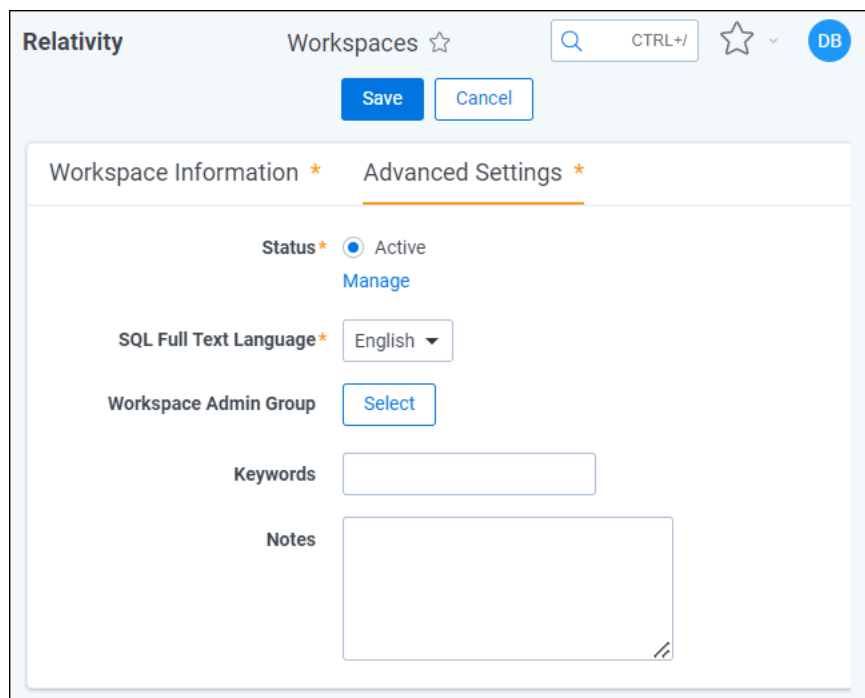 Relativity Workspaces CTRL+/ DB
Save Cancel
Workspace Information * Advanced Settings *
Status* Active
Manage
SQL Full Text Language* English
Workspace Admin Group Select
Keywords
Notes